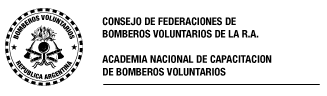 BOMBEROS VOLUNTARIOS
REPUBLICA ARGENTINA
CONSEJO DE FEDERACIONES DE
BOMBEROS VOLUNTARIOS DE LA R.A.
ACADEMIA NACIONAL DE CAPACITACION
DE BOMBEROS VOLUNTARIOS